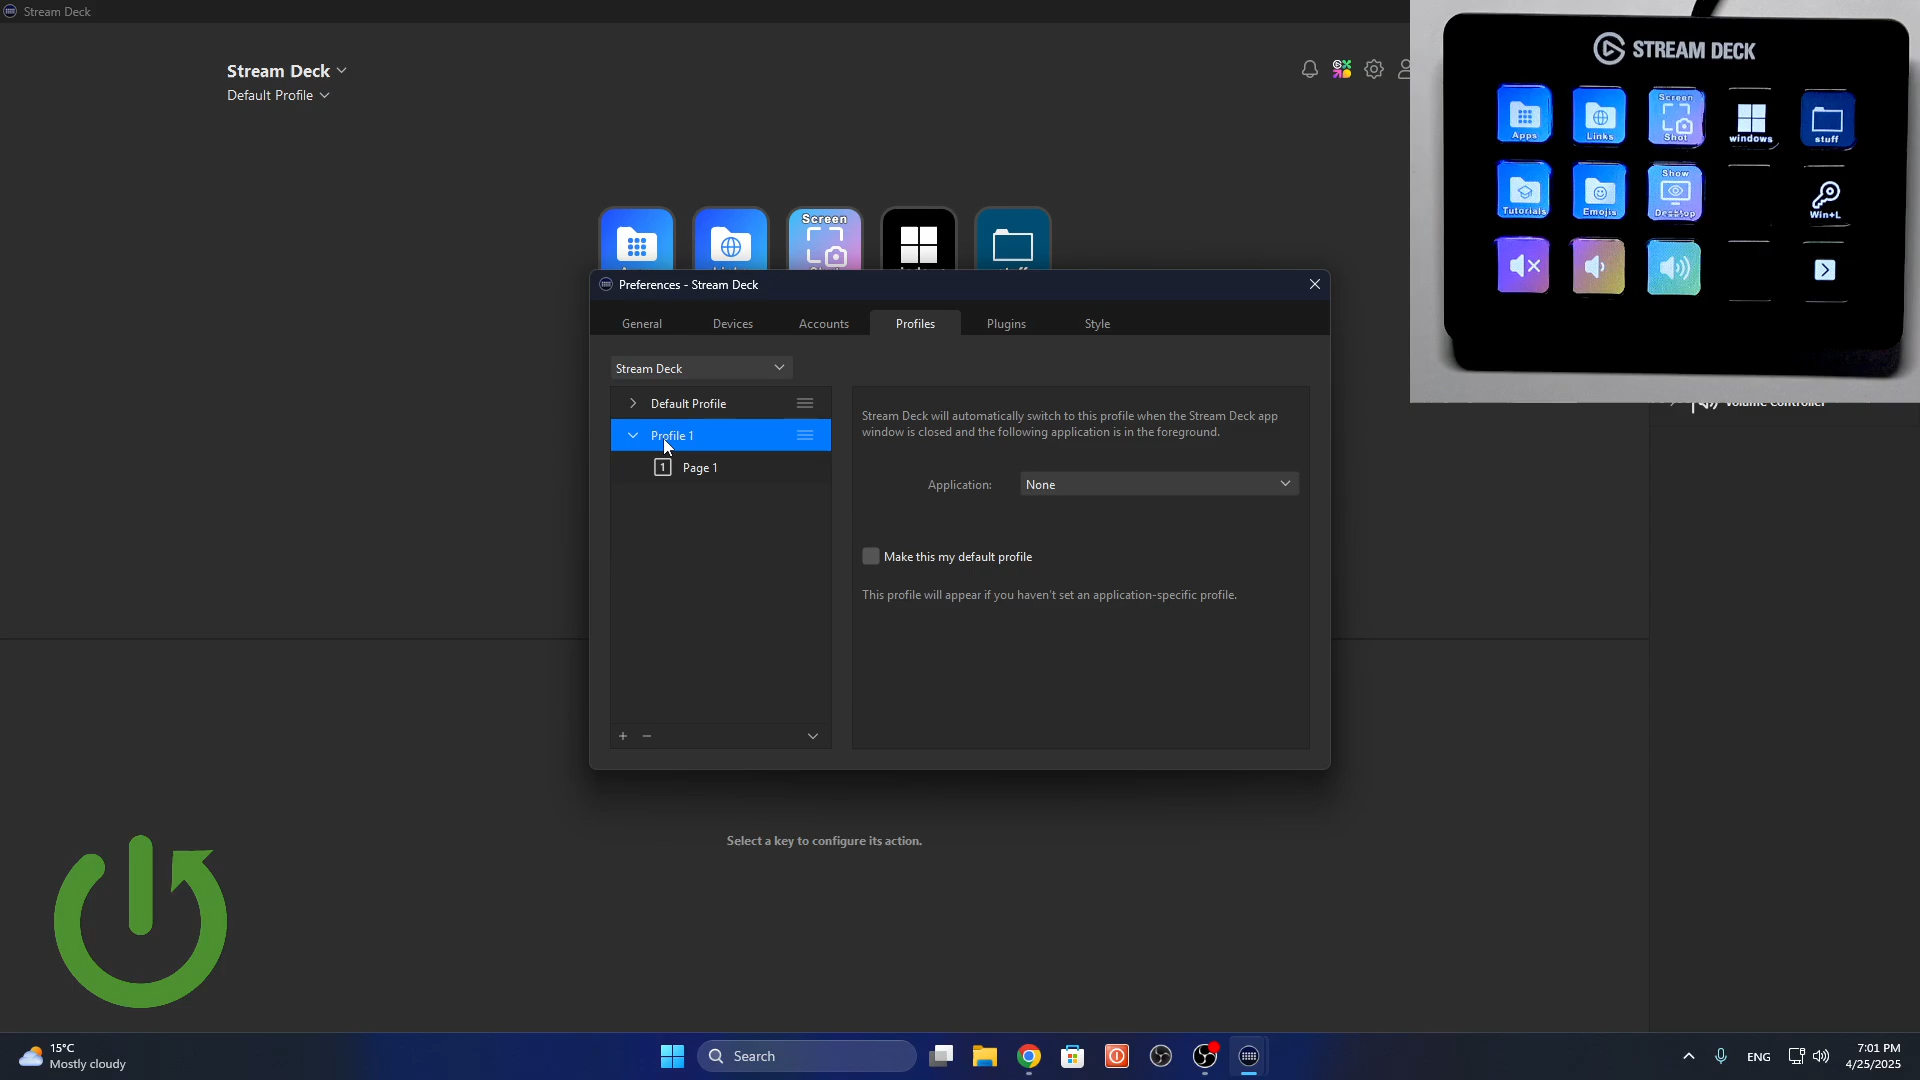 Stream Deck
Stream Deck
Default Profile
STREAM DECK
Apps
Links
Screen
Shot
windows
stuff
Tutorials
Emojis
Show
Desktop
Win+L
Screen
Preferences - Stream Deck
General
Devices
Accounts
Profiles
Plugins
Style
Stream Deck
Default Profile
Profile 1
1 Page 1
Stream Deck will automatically switch to this profile when the Stream Deck app
window is closed and the following application is in the foreground.
Application:
None
Make this my default profile
This profile will appear if you haven't set an application-specific profile.
+ −
Volume Controller
Select a key to configure its action.
15°C
Mostly cloudy
Search
ENG
7:01 PM
4/25/2025